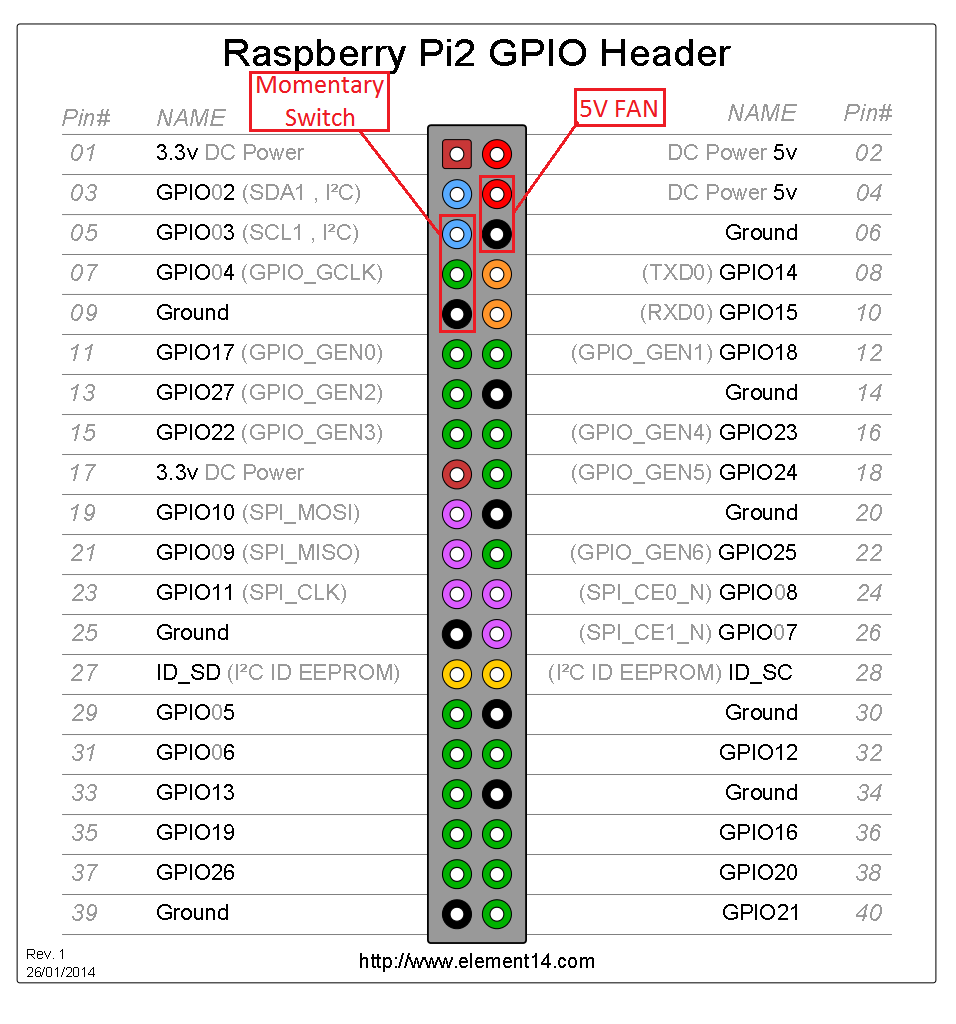 Raspberry Pi2 GPIO Header
Momentary
Switch
5V FAN
Pin# NAME NAME Pin#
01 3.3v DC Power DC Power 5v 02
03 GPIO02 (SDA1 , I²C) DC Power 5v 04
05 GPIO03 (SCL1 , I²C) Ground 06
07 GPIO04 (GPIO_GCLK) (TXD0) GPIO14 08
09 Ground (RXD0) GPIO15 10
11 GPIO17 (GPIO_GEN0) (GPIO_GEN1) GPIO18 12
13 GPIO27 (GPIO_GEN2) Ground 14
15 GPIO22 (GPIO_GEN3) (GPIO_GEN4) GPIO23 16
17 3.3v DC Power (GPIO_GEN5) GPIO24 18
19 GPIO10 (SPI_MOSI) Ground 20
21 GPIO09 (SPI_MISO) (GPIO_GEN6) GPIO25 22
23 GPIO11 (SPI_CLK) (SPI_CE0_N) GPIO08 24
25 Ground (SPI_CE1_N) GPIO07 26
27 ID_SD (I²C ID EEPROM) (I²C ID EEPROM) ID_SC 28
29 GPIO05 Ground 30
31 GPIO06 GPIO12 32
33 GPIO13 Ground 34
35 GPIO19 GPIO16 36
37 GPIO26 GPIO20 38
39 Ground GPIO21 40
Rev. 1
26/01/2014
http://www.element14.com